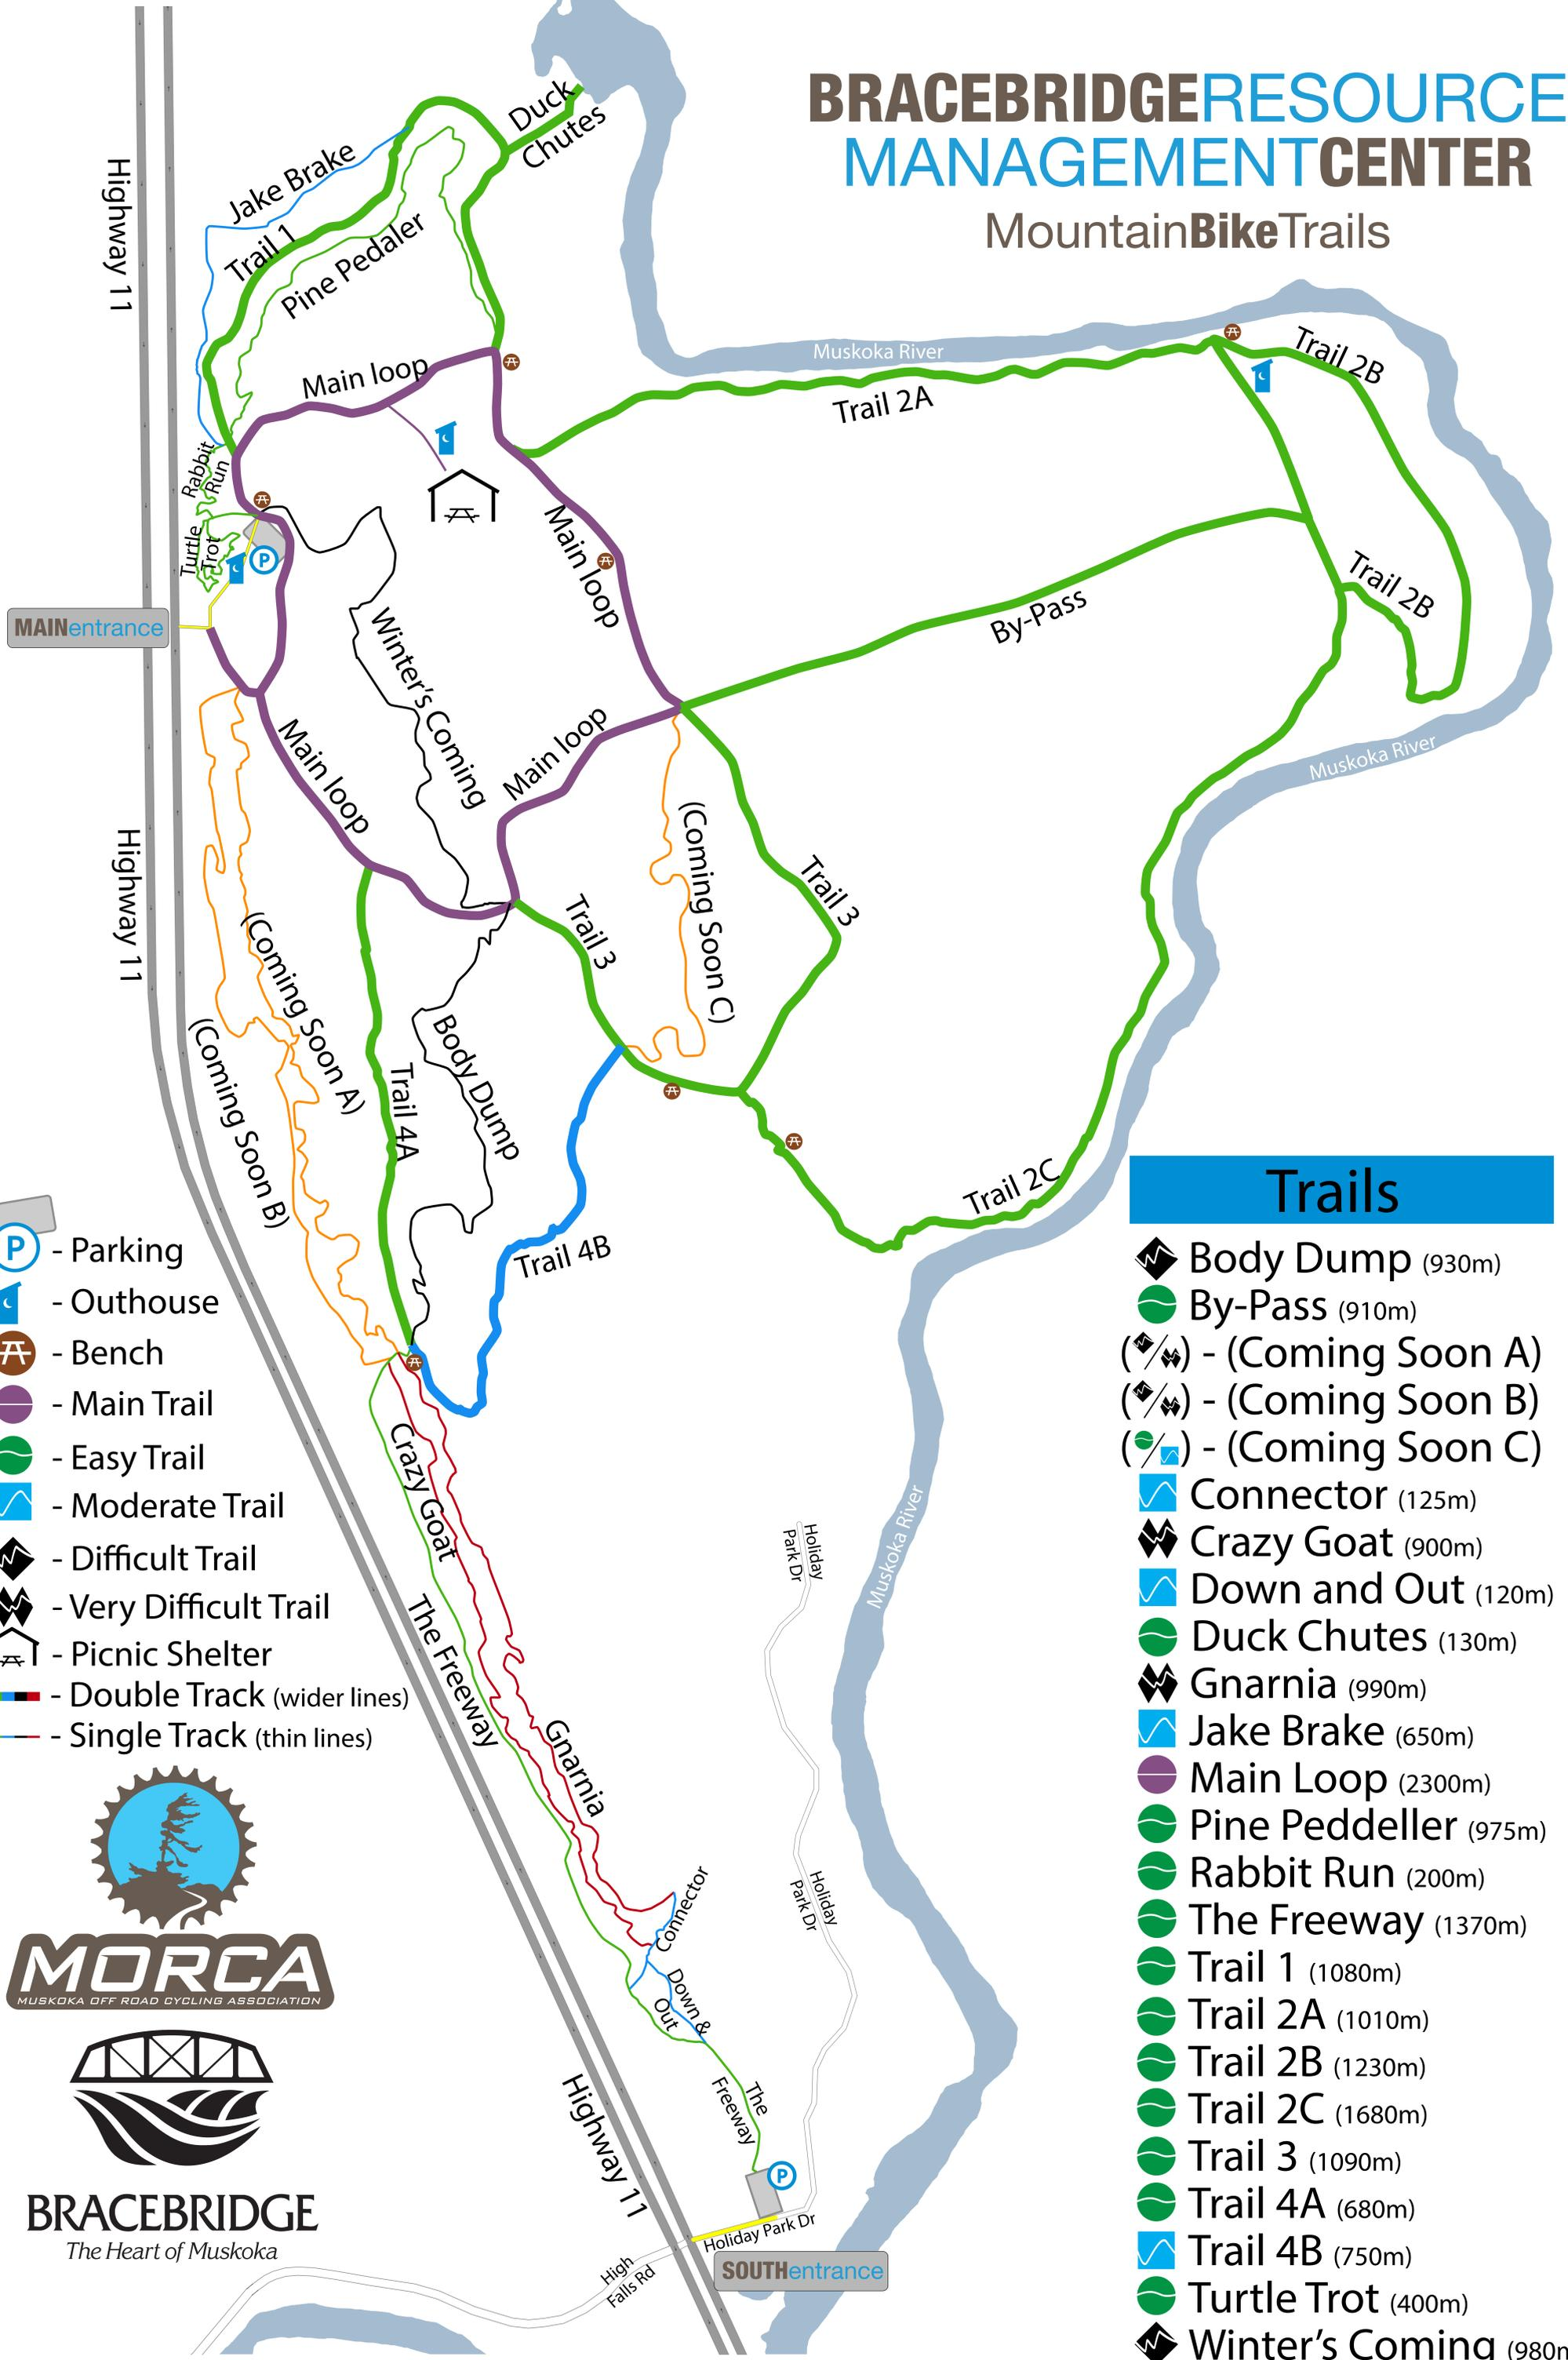 BRACEBRIDGERESOURCE
MANAGEMENTCENTER
MountainBikeTrails
Duck
Chutes
Jake Brake
Trail 1
Pine Pedaler
Highway 11
Main loop
Muskoka River
Trail 2A
Trail 2B
Rabbit
Run
Turtle
Trot
P
Main loop
MAINentrance
Winter's Coming
By-Pass
Trail 2B
Main loop
Main loop
Muskoka River
Highway 11
(Coming Soon C)
Trail 3
Trail 3
(Coming Soon A)
(Coming Soon B)
Trail 4A
Body Dump
Trail 4B
Trail 2C
Crazy Goat
The Freeway
Gnarnia
Holiday
Park Dr
Muskoka River
Holiday
Park Dr
Connector
Down &
Out
The
Freeway
P
Highway 11
Holiday Park Dr
High
Falls Rd
SOUTHentrance
P - Parking
- Outhouse
- Bench
- Main Trail
- Easy Trail
- Moderate Trail
- Difficult Trail
- Very Difficult Trail
- Picnic Shelter
- Double Track (wider lines)
- Single Track (thin lines)
MORCA
MUSKOKA OFF ROAD CYCLING ASSOCIATION
BRACEBRIDGE
The Heart of Muskoka
Trails
Body Dump (930m)
By-Pass (910m)
( / ) - (Coming Soon A)
( / ) - (Coming Soon B)
( / ) - (Coming Soon C)
Connector (125m)
Crazy Goat (900m)
Down and Out (120m)
Duck Chutes (130m)
Gnarnia (990m)
Jake Brake (650m)
Main Loop (2300m)
Pine Peddeller (975m)
Rabbit Run (200m)
The Freeway (1370m)
Trail 1 (1080m)
Trail 2A (1010m)
Trail 2B (1230m)
Trail 2C (1680m)
Trail 3 (1090m)
Trail 4A (680m)
Trail 4B (750m)
Turtle Trot (400m)
Winter's Coming (980m